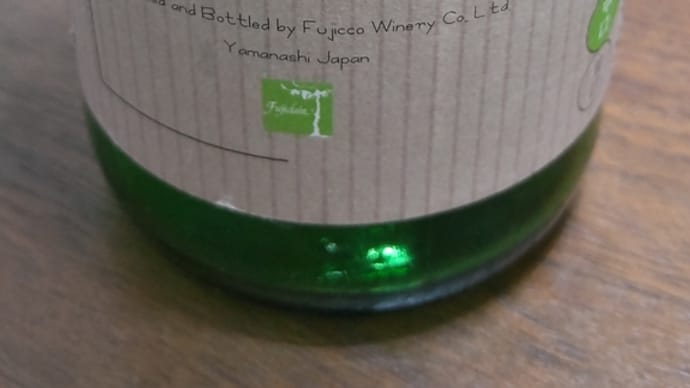 and Bottled by Fujicco Winery Co. Ltd
Yamanashi Japan
Fujiclair